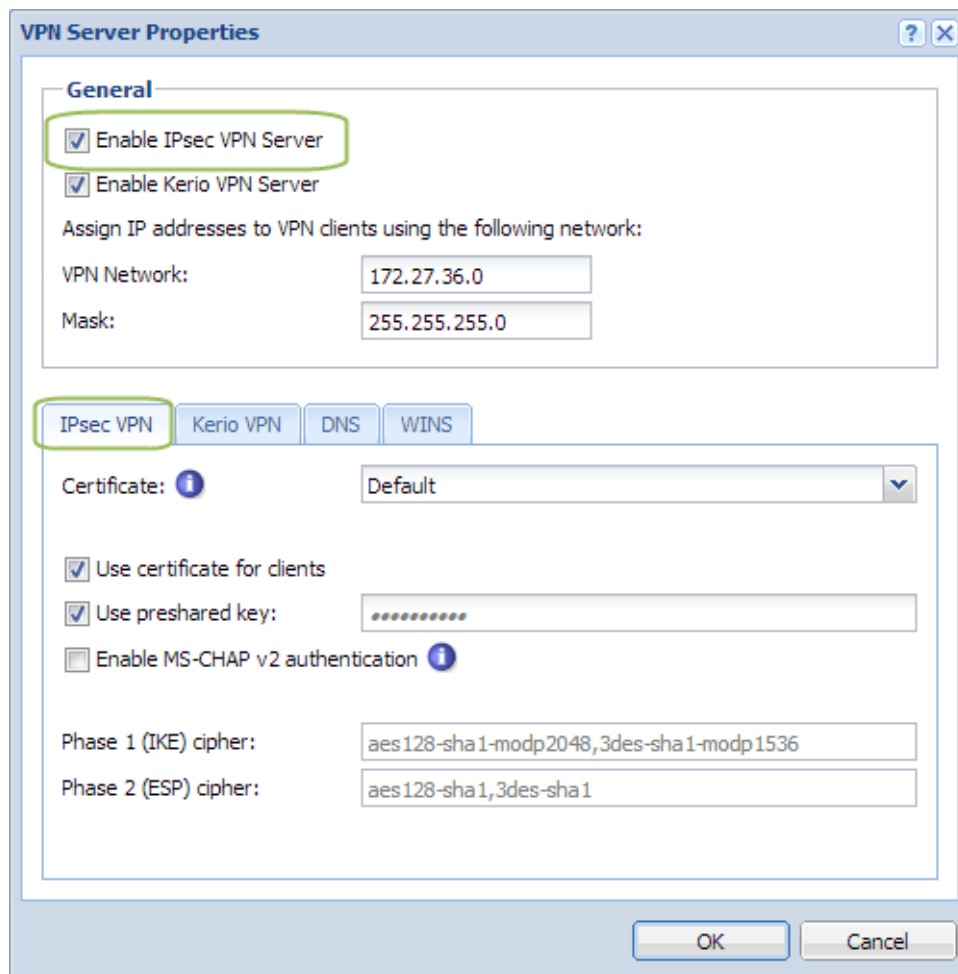 VPN Server Properties
General
Enable IPsec VPN Server
Enable Kerio VPN Server
Assign IP addresses to VPN clients using the following network:
VPN Network: 172.27.36.0
Mask: 255.255.255.0
IPsec VPN Kerio VPN DNS WINS
Certificate: Default
Use certificate for clients
Use preshared key: ••••••••••
Enable MS-CHAP v2 authentication
Phase 1 (IKE) cipher: aes128-sha1-modp2048,3des-sha1-modp1536
Phase 2 (ESP) cipher: aes128-sha1,3des-sha1
OK Cancel